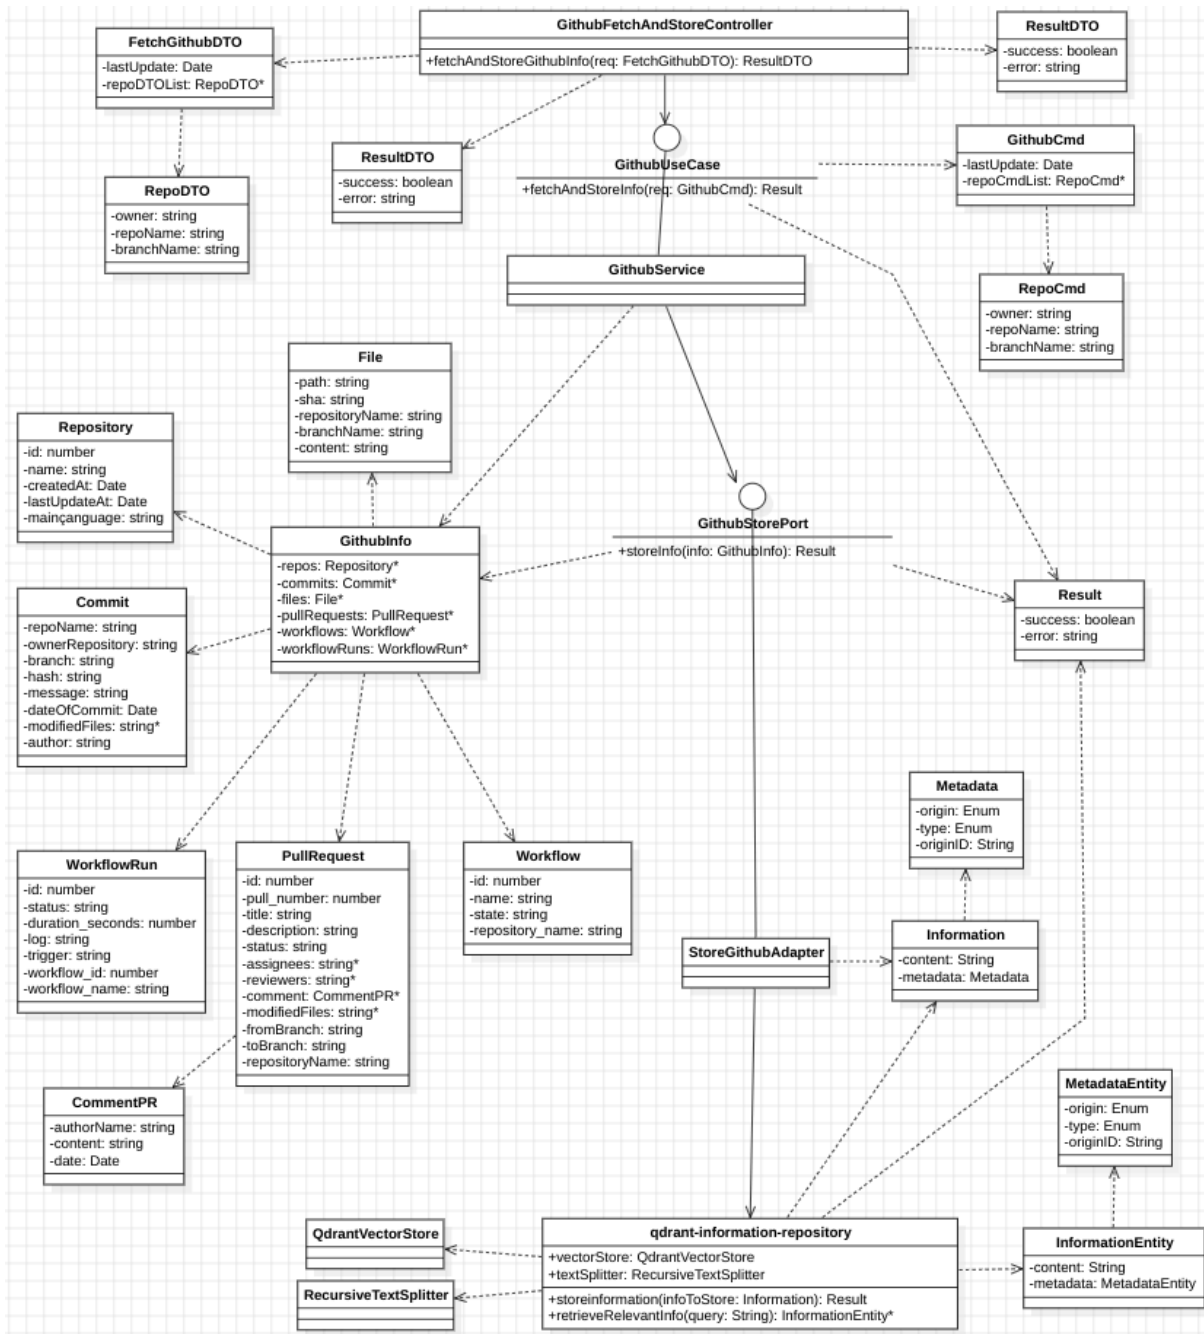 GithubFetchAndStoreController
+fetchAndStoreGithubInfo(req: FetchGithubDTO): ResultDTO
FetchGithubDTO
-lastUpdate: Date
-repoDTOList: RepoDTO*
ResultDTO
-success: boolean
-error: string
ResultDTO
-success: boolean
-error: string
RepoDTO
-owner: string
-repoName: string
-branchName: string
GithubUseCase
+fetchAndStoreInfo(req: GithubCmd): Result
GithubCmd
-lastUpdate: Date
-repoCmdList: RepoCmd*
GithubService
RepoCmd
-owner: string
-repoName: string
-branchName: string
File
-path: string
-sha: string
-repositoryName: string
-branchName: string
-content: string
Repository
-id: number
-name: string
-createdAt: Date
-lastUpdateAt: Date
-mainçanguage: string
GithubStorePort
+storeInfo(info: GithubInfo): Result
GithubInfo
-repos: Repository*
-commits: Commit*
-files: File*
-pullRequests: PullRequest*
-workflows: Workflow*
-workflowRuns: WorkflowRun*
Commit
-repoName: string
-ownerRepository: string
-branch: string
-hash: string
-message: string
-dateOfCommit: Date
-modifiedFiles: string*
-author: string
Result
-success: boolean
-error: string
Metadata
-origin: Enum
-type: Enum
-originID: String
WorkflowRun
-id: number
-status: string
-duration_seconds: number
-log: string
-trigger: string
-workflow_id: number
-workflow_name: string
PullRequest
-id: number
-pull_number: number
-title: string
-description: string
-status: string
-assignees: string*
-reviewers: string*
-comment: CommentPR*
-modifiedFiles: string*
-fromBranch: string
-toBranch: string
-repositoryName: string
Workflow
-id: number
-name: string
-state: string
-repository_name: string
StoreGithubAdapter
Information
-content: String
-metadata: Metadata
CommentPR
-authorName: string
-content: string
-date: Date
MetadataEntity
-origin: Enum
-type: Enum
-originID: String
QdrantVectorStore
RecursiveTextSplitter
qdrant-information-repository
+vectorStore: QdrantVectorStore
+textSplitter: RecursiveTextSplitter
+storeinformation(infoToStore: Information): Result
+retrieveRelevantInfo(query: String): InformationEntity*
InformationEntity
-content: String
-metadata: MetadataEntity